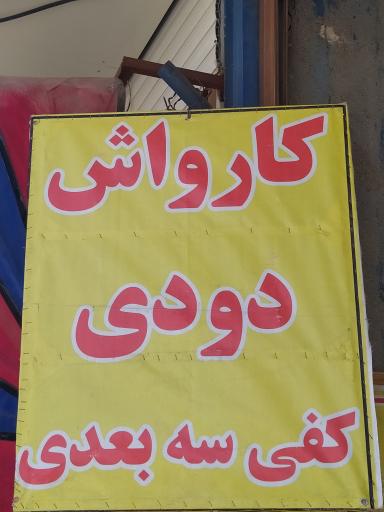 کارواش
دودی
کفی سه بعدی